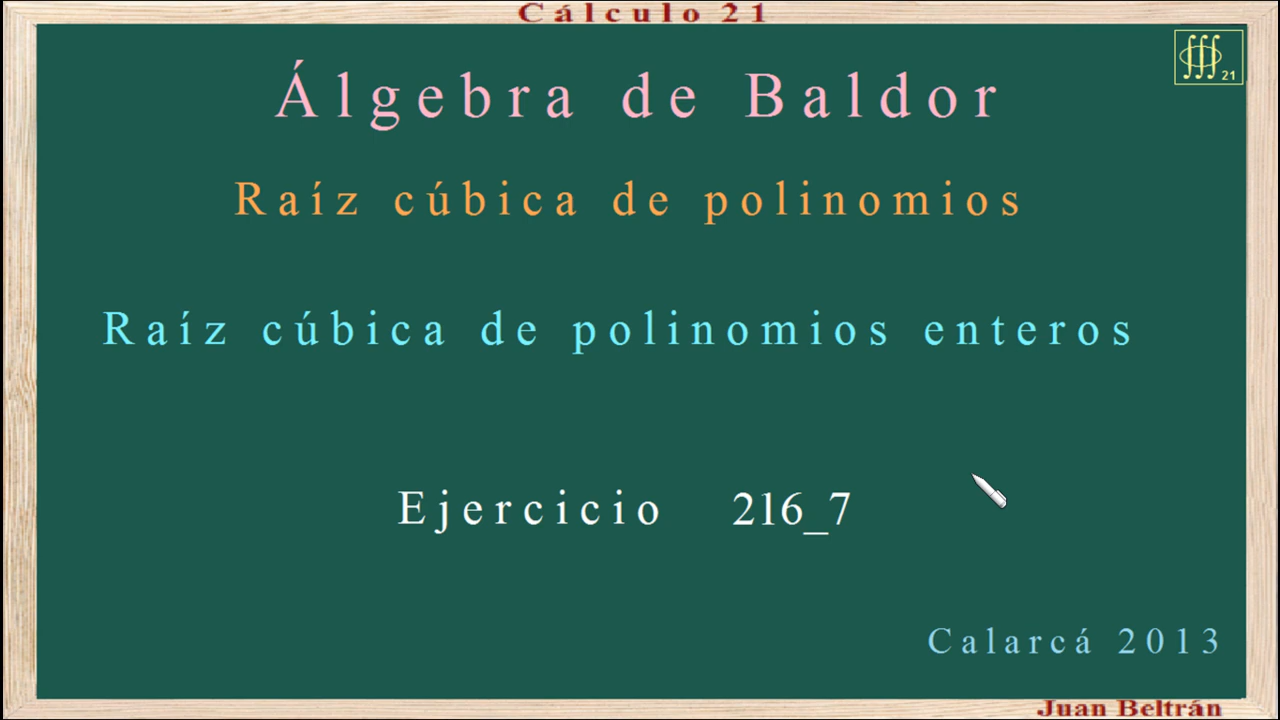 Cálculo 21
∯ 21
Álgebra de Baldor
Raíz cúbica de polinomios
Raíz cúbica de polinomios enteros
Ejercicio 216_7
Calarcá 2013
Juan Beltrán